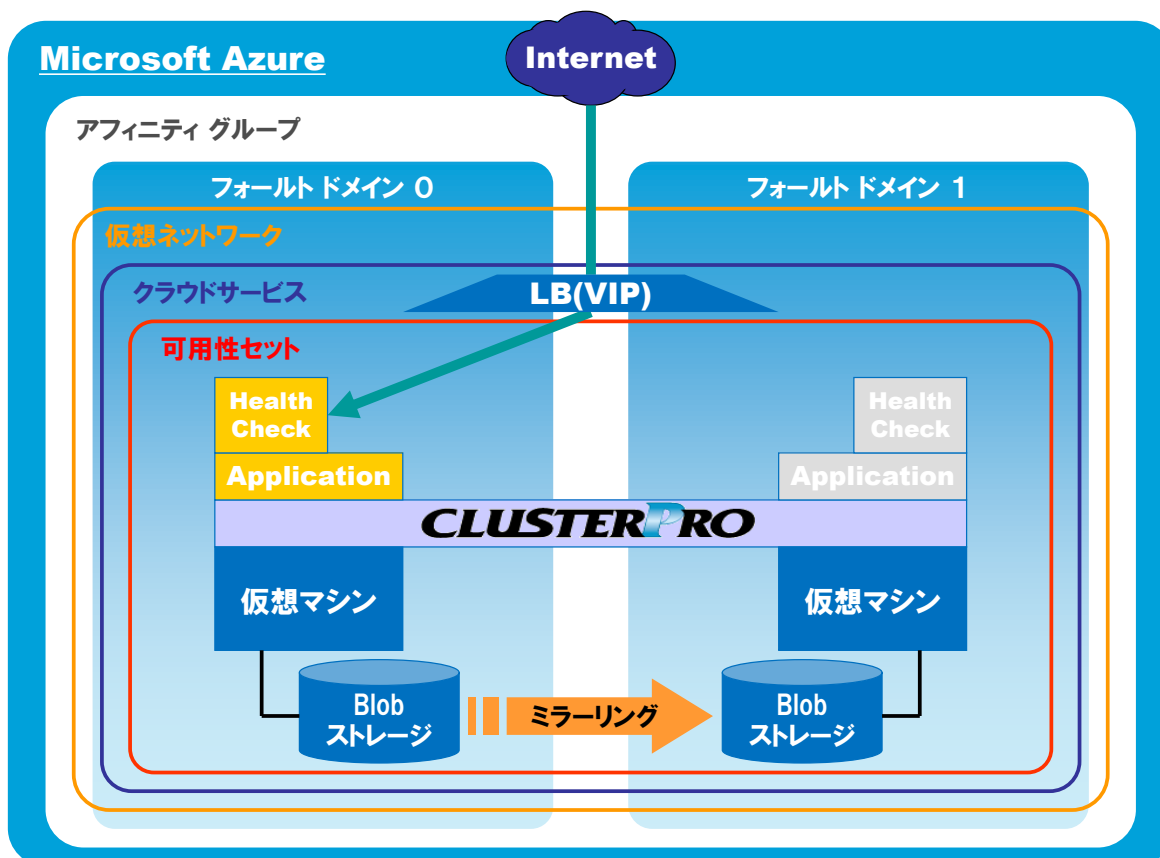 Internet
Microsoft Azure
アフィニティ グループ
フォールト ドメイン 0
フォールト ドメイン 1
仮想ネットワーク
クラウドサービス
LB(VIP)
可用性セット
Health
Check
Health
Check
Application
Application
CLUSTERPRO
仮想マシン
仮想マシン
Blob
ストレージ
ミラーリング
Blob
ストレージ